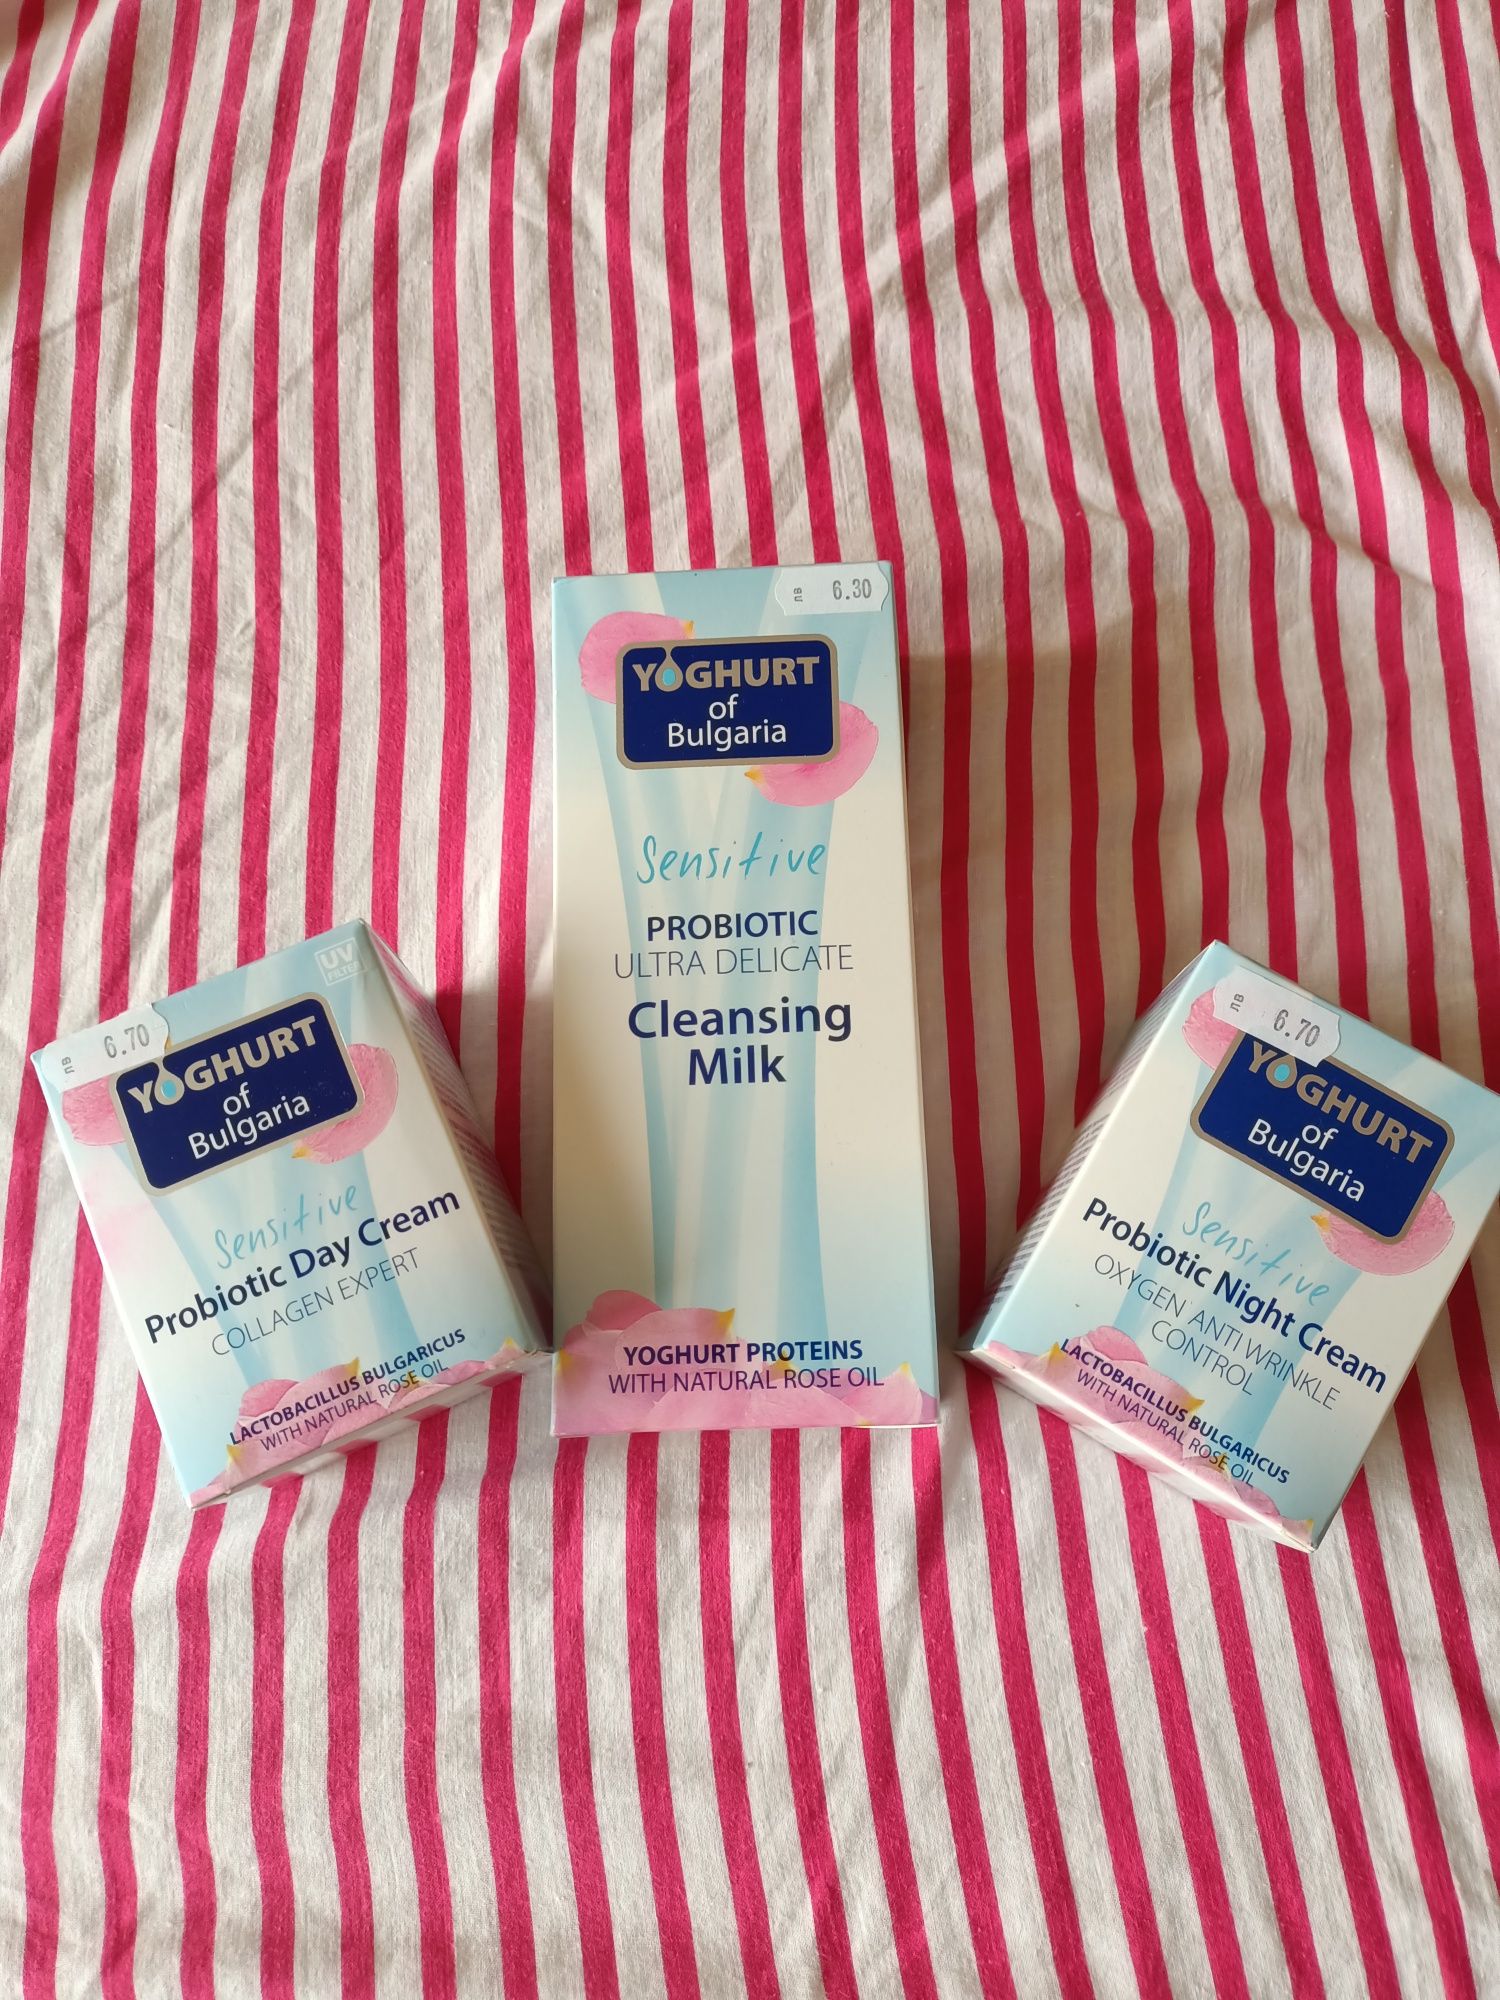 UV
FILTER
лв 6.70
YOGHURT
of
Bulgaria
Sensitive
Probiotic Day Cream
COLLAGEN EXPERT
LACTOBACILLUS BULGARICUS
WITH NATURAL ROSE OIL
лв 6.30
YOGHURT
of
Bulgaria
Sensitive
PROBIOTIC
ULTRA DELICATE
Cleansing
Milk
YOGHURT PROTEINS
WITH NATURAL ROSE OIL
лв 6.70
YOGHURT
of
Bulgaria
Sensitive
Probiotic Night Cream
OXYGEN ANTI WRINKLE
CONTROL
LACTOBACILLUS BULGARICUS
WITH NATURAL ROSE OIL